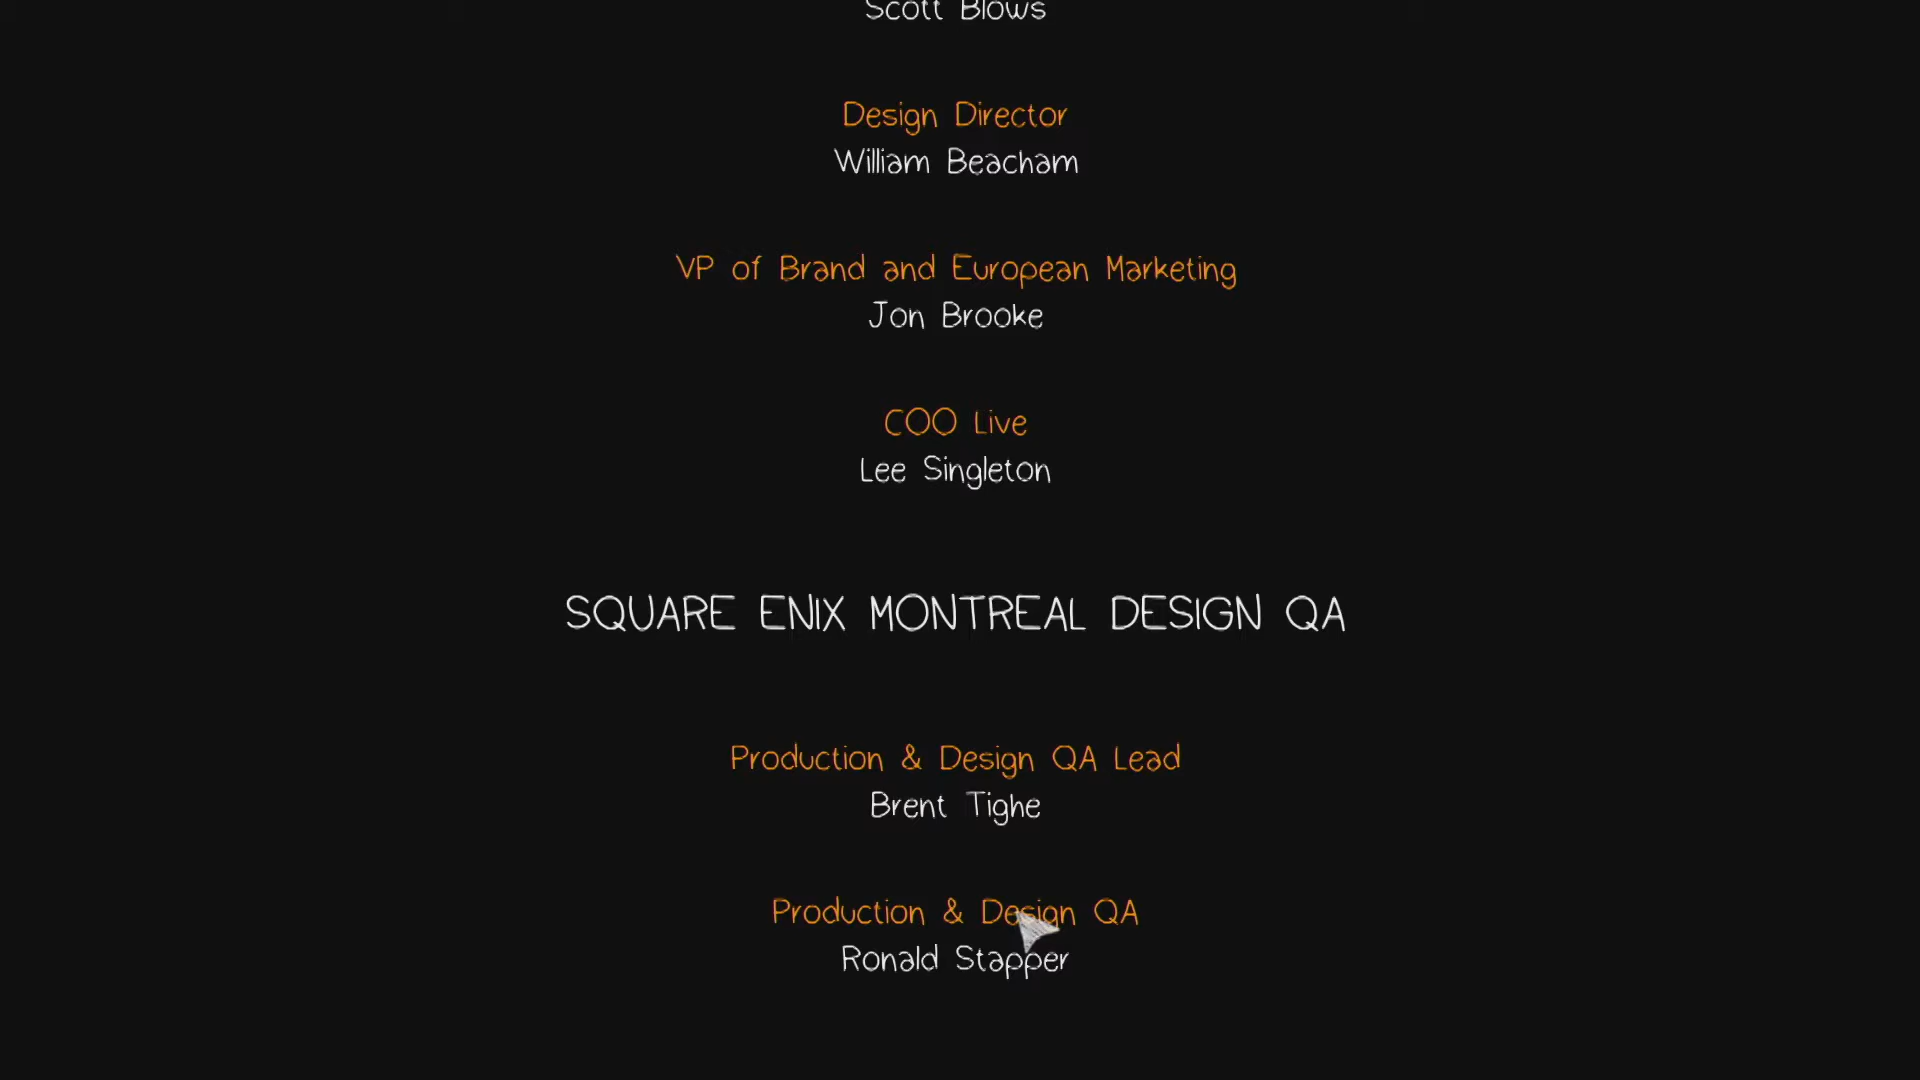 Scott Blows
Design Director
William Beacham
VP of Brand and European Marketing
Jon Brooke
COO Live
Lee Singleton
SQUARE ENIX MONTREAL DESIGN QA
Production & Design QA Lead
Brent Tighe
Production & Design QA
Ronald Stapper